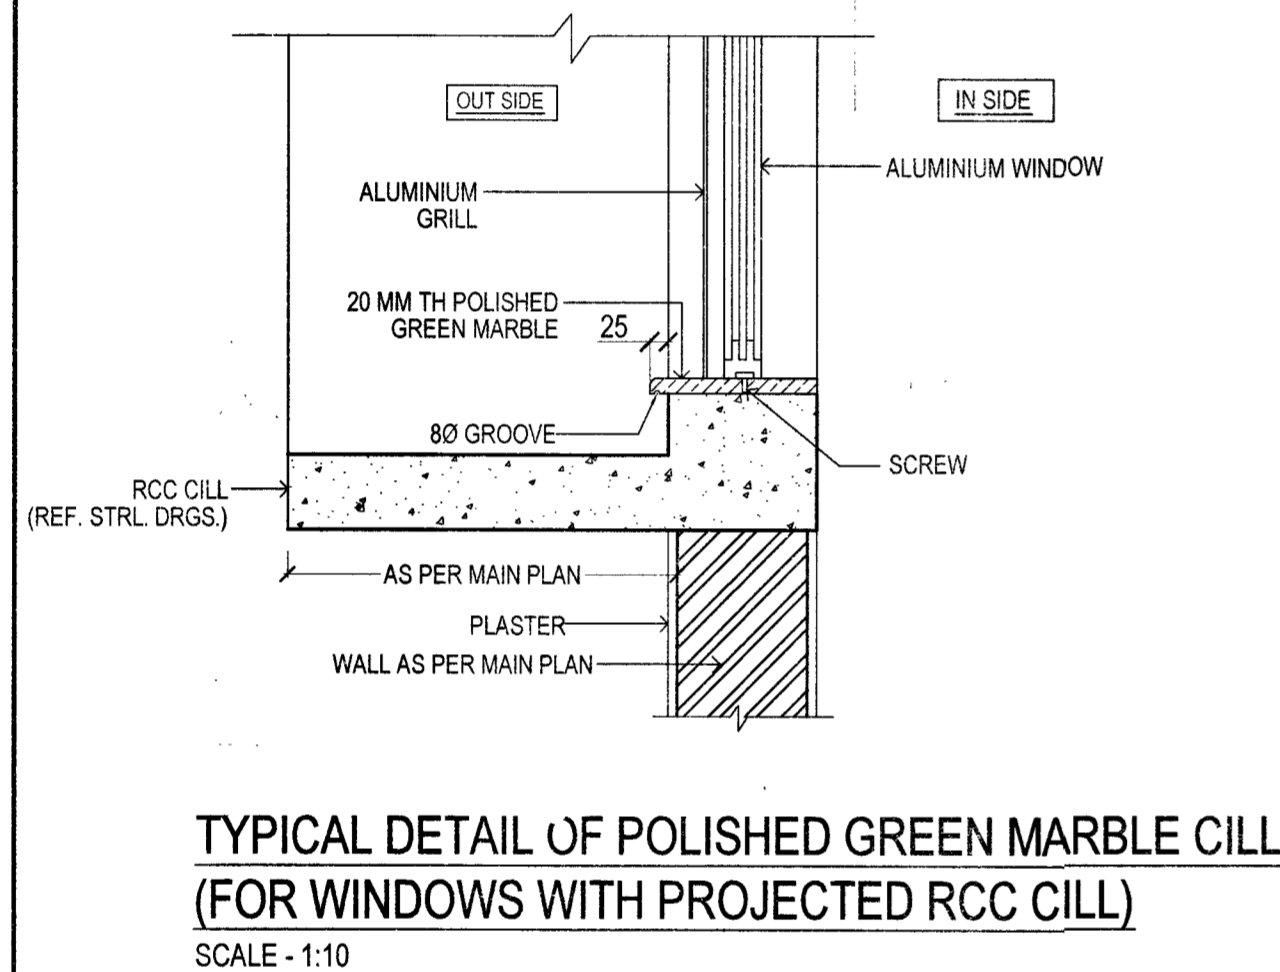 OUT SIDE
IN SIDE
ALUMINIUM WINDOW
ALUMINIUM
GRILL
20 MM TH POLISHED
GREEN MARBLE
25
8Ø GROOVE
SCREW
RCC CILL
(REF. STRL. DRGS.)
AS PER MAIN PLAN
PLASTER
WALL AS PER MAIN PLAN
TYPICAL DETAIL OF POLISHED GREEN MARBLE CILL
(FOR WINDOWS WITH PROJECTED RCC CILL)
SCALE - 1:10